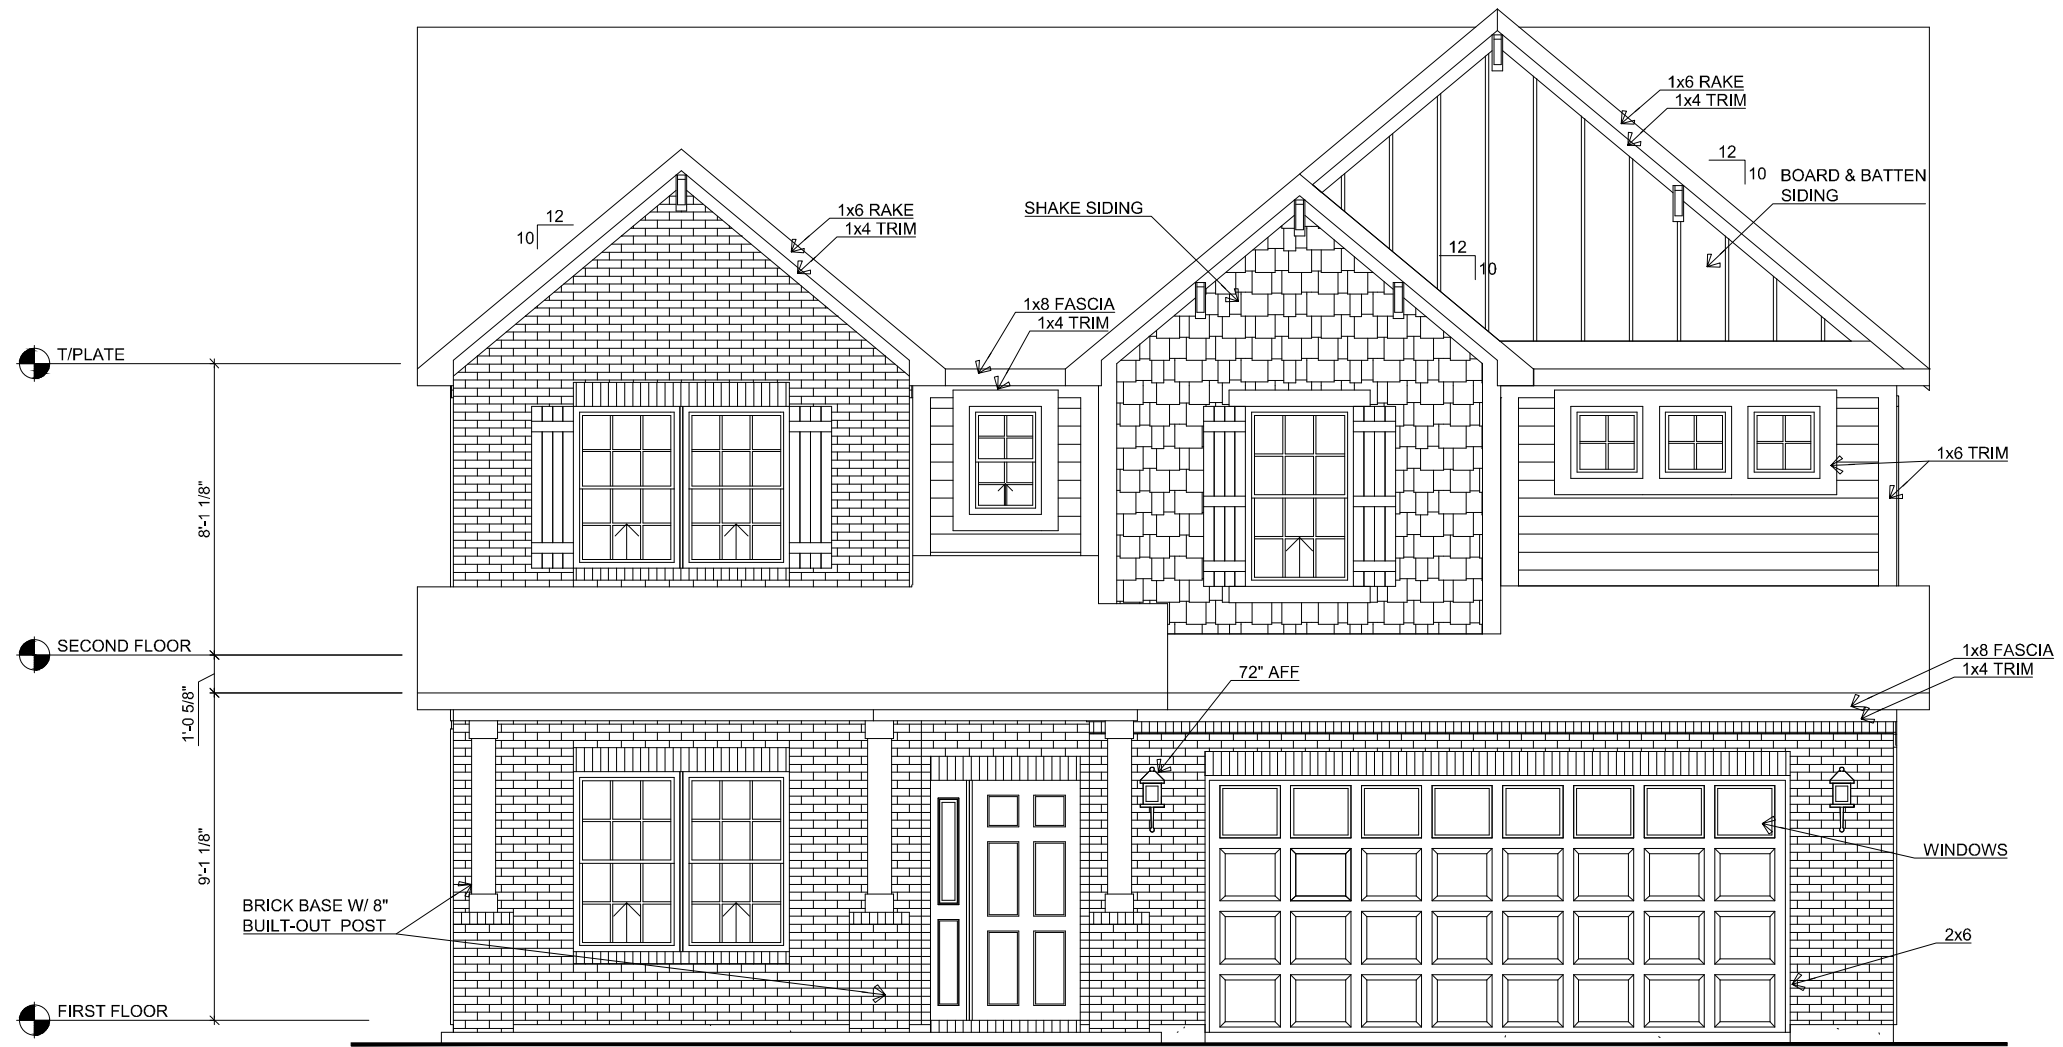 1x6 RAKE
1x4 TRIM
12
10
BOARD & BATTEN
SIDING
SHAKE SIDING
1x6 RAKE
1x4 TRIM
12
10
12
10
1x8 FASCIA
1x4 TRIM
T/PLATE
1x6 TRIM
8'-1 1/8"
SECOND FLOOR
1x8 FASCIA
1x4 TRIM
72" AFF
1'-0 5/8"
9'-1 1/8"
WINDOWS
BRICK BASE W/ 8"
BUILT-OUT POST
2x6
FIRST FLOOR